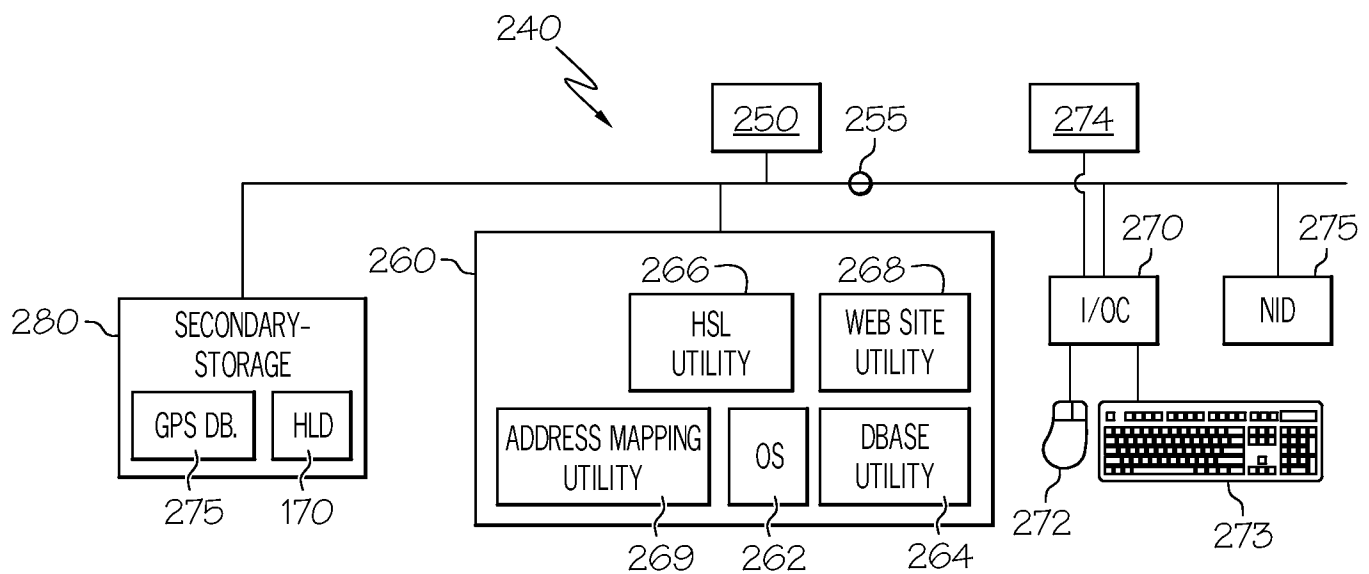 240
250
255
274
260
270
275
266
268
280
SECONDARY-
STORAGE
HSL
UTILITY
WEB SITE
UTILITY
I/OC
NID
GPS DB.
HLD
ADDRESS MAPPING
UTILITY
OS
DBASE
UTILITY
275
170
269
262
264
272
273